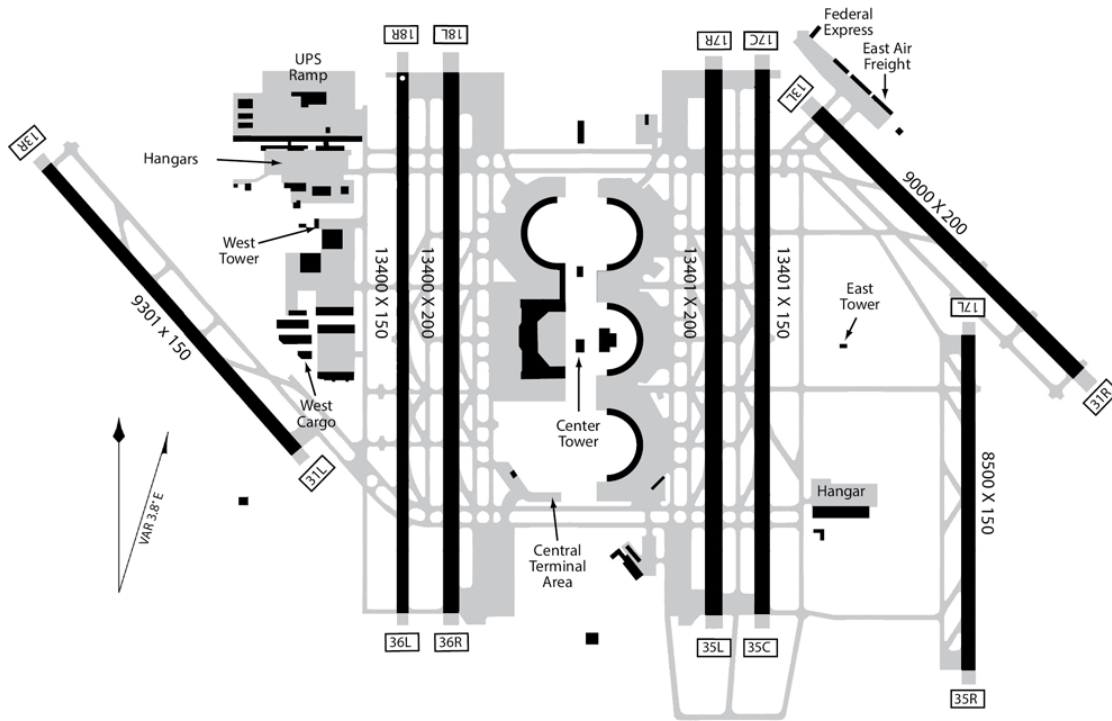 18R
18L
17R
17C
Federal
Express
East Air
Freight
UPS
Ramp
13L
13R
Hangars
9000 X 200
West
Tower
13400 X 150
13400 X 200
13401 X 200
13401 X 150
9301 X 150
East
Tower
17L
31R
West
Cargo
Center
Tower
31L
8500 X 150
Hangar
VAR 3.8° E
Central
Terminal
Area
36L
36R
35L
35C
35R